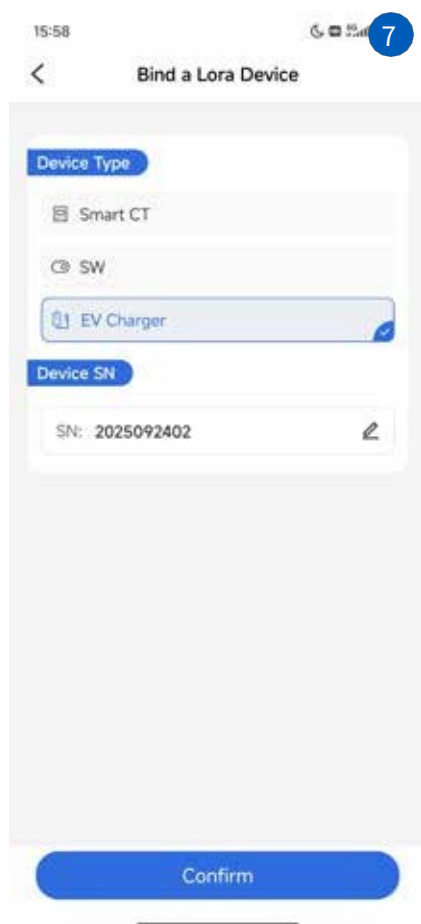 15:58
7
Bind a Lora Device
Device Type
Smart CT
SW
EV Charger
Device SN
SN: 2025092402
Confirm